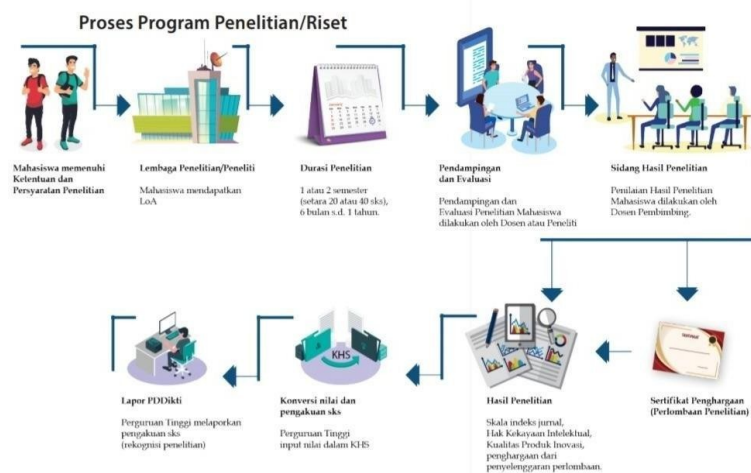 Proses Program Penelitian/Riset
Mahasiswa memenuhi
Ketentuan dan
Persyaratan Penelitian
Lembaga Penelitian/Peneliti
Mahasiswa mendapatkan
LoA
Durasi Penelitian
1 atau 2 semester
(setara 20 atau 40 sks),
6 bulan s.d. 1 tahun.
Pendampingan
dan Evaluasi
Pendampingan dan
Evaluasi Penelitian Mahasiswa
dilakukan oleh Dosen atau Peneliti
Sidang Hasil Penelitian
Penilaian Hasil Penelitian
Mahasiswa dilakukan oleh
Dosen Pembimbing.
Lapor PDDikti
Perguruan Tinggi melaporkan
pengakuan sks
(rekognisi penelitian)
KHS
Konversi nilai dan
pengakuan sks
Perguruan Tinggi
input nilai dalam KHS
Hasil Penelitian
Skala indeks jurnal,
Hak Kekayaan Intelektual,
Kualitas Produk Inovasi,
penghargaan dari
penyelenggaran perlombaan.
Sertifikat Penghargaan
(Perlombaan Penelitian)